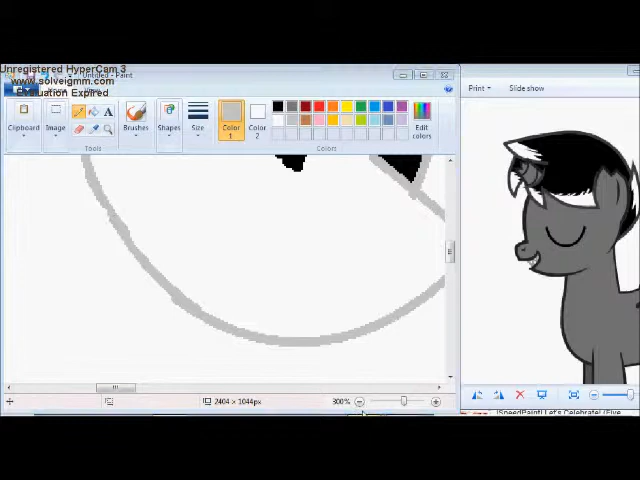 Unregistered HyperCam 3
www.solveigmm.com
Evaluation Expired
Untitled - Paint
Print
Slide show
Clipboard
Image
Tools
Brushes
Shapes
Size
Color
1
Color
2
Edit
colors
Colors
2404 × 1044px
300%
!SpeedPaint! Let's Celebrate! (Five